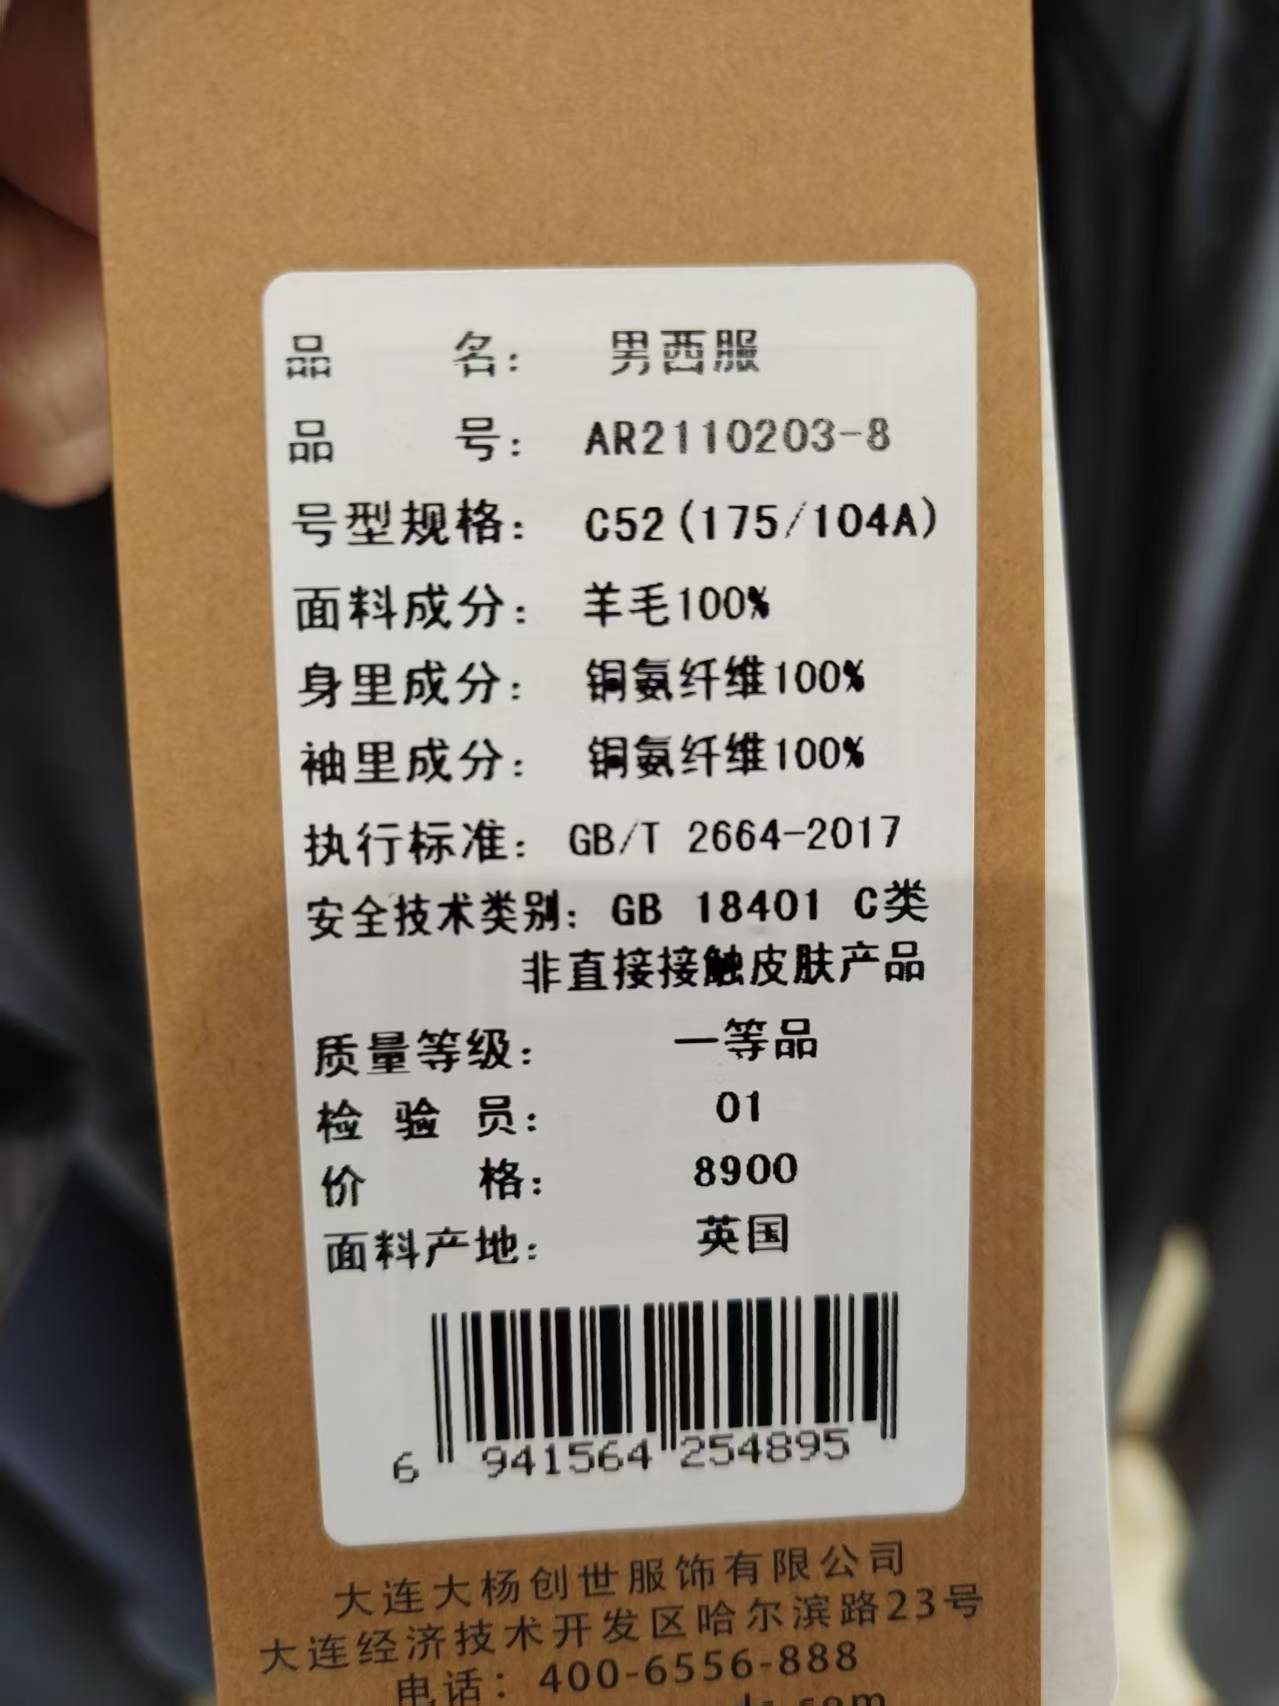 品 名： 男西服
品 号： AR2110203-8
号型规格： C52(175/104A)
面料成分： 羊毛100%
身里成分： 铜氨纤维100%
袖里成分： 铜氨纤维100%
执行标准： GB/T 2664-2017
安全技术类别： GB 18401 C类
非直接接触皮肤产品
质量等级： 一等品
检 验 员： 01
价 格： 8900
面料产地： 英国
6 941564 254895
大连大杨创世服饰有限公司
大连经济技术开发区哈尔滨路23号
电话：400-6556-888